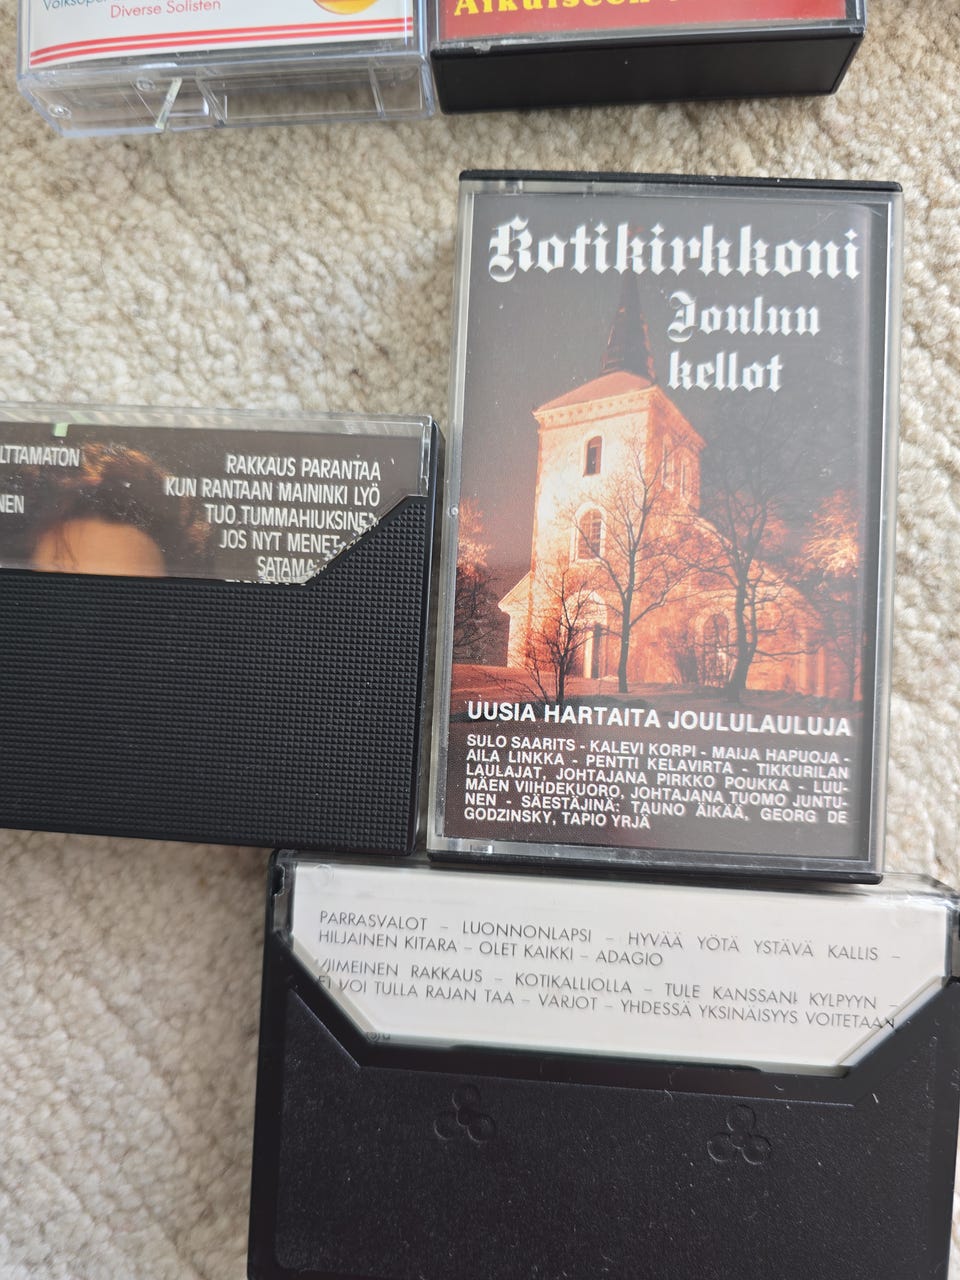 Diverse Solisten
Kotikirkkoni
Joulun
kellot
UUSIA HARTAITA JOULULAULUJA
SULO SAARITS - KALEVI KORPI - MAIJA HAPUOJA -
AILA LINKKA - PENTTI KELAVIRTA - TIKKURILAN
LAULAJAT, JOHTAJANA PIRKKO POUKKA - LUU-
MÄEN VIIHDEKUORO, JOHTAJANA TUOMO JUNTU-
NEN - SÄESTÄJINÄ: TAUNO ÄIKÄÄ, GEORG DE
GODZINSKY, TAPIO YRJÄ
LTTAMATON
NEN
RAKKAUS PARANTAA
KUN RANTAAN MAININKI LYÖ
TUO TUMMAHIUKSINEN
JOS NYT MENET
PARRASVALOT – LUONNONLAPSI – HYVÄÄ YÖTÄ YSTÄVÄ KALLIS –
HILJAINEN KITARA – OLET KAIKKI – ADAGIO
VIIMEINEN RAKKAUS – KOTIKALLIOLLA – TULE KANSSANI KYLPYYN –
EI VOI TULLA RAJAN TAA – VARJOT – YHDESSÄ YKSINÄISYYS VOITETAAN